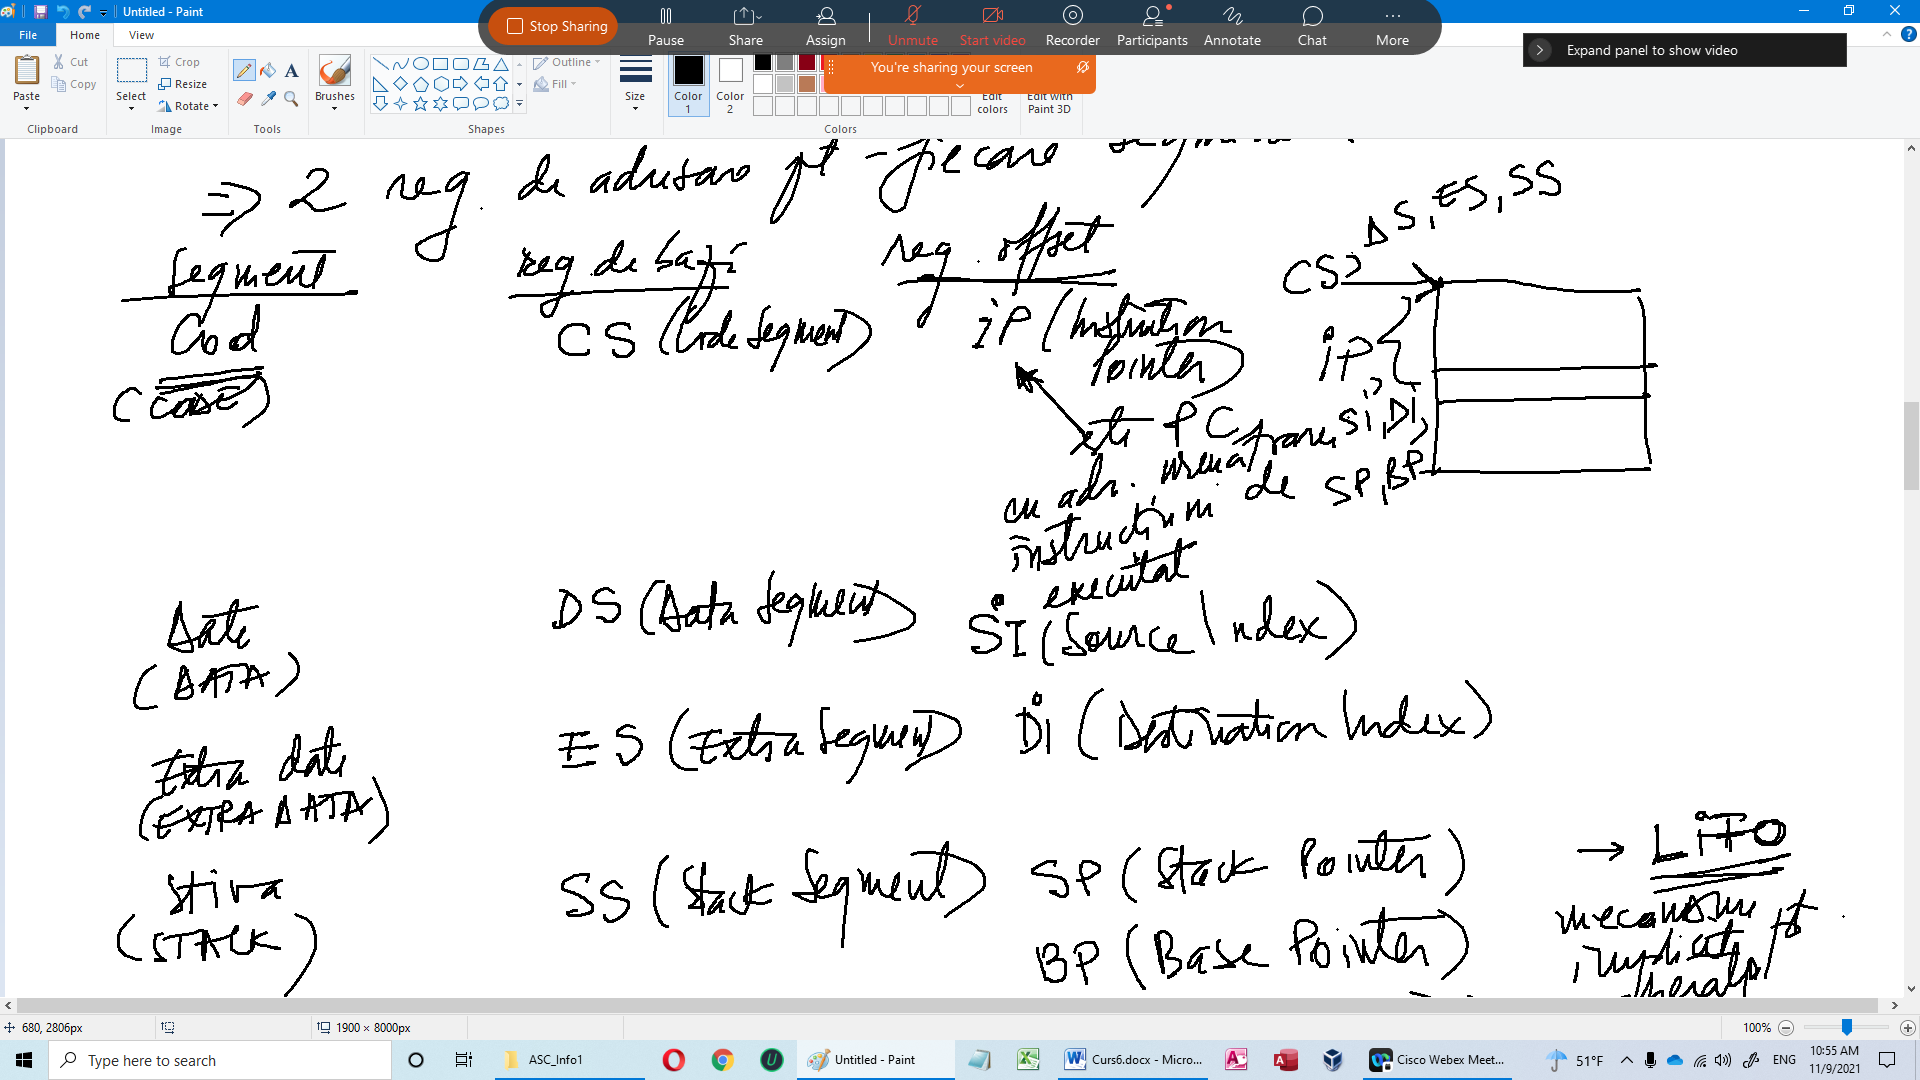 Untitled - Paint
File Home View
Stop Sharing
Pause Share Assign Unmute Start video Recorder Participants Annotate Chat More
You're sharing your screen
Expand panel to show video
Paste Cut Copy Clipboard
Select Crop Resize Rotate Image
Tools
Brushes
Outline Fill Shapes
Size
Color 1 Color 2 Edit colors Colors
Edit with Paint 3D
=> 2 reg. de adresare pt fiecare
Segment reg. de bază reg. offset
DS, ES, SS
CS
Cod CS (Code Segment) IP (Instruction Pointer)
(CODE)
IP
este PC
SI, DI,
SP, BP
cu adr.
instrucțiuni de
executat
Date DS (Data Segment) SI (Source Index)
(DATA)
Extra date ES (Extra Segment) DI (Destination Index)
(EXTRA DATA)
Stiva SS (Stack Segment) SP (Stack Pointer)
(STACK) BP (Base Pointer)
→ LIFO
680, 2806px
1900 × 8000px
100%
Type here to search
ASC_Info1
Untitled - Paint
Curs6.docx - Micro...
Cisco Webex Meet...
51°F
ENG
10:55 AM
11/9/2021